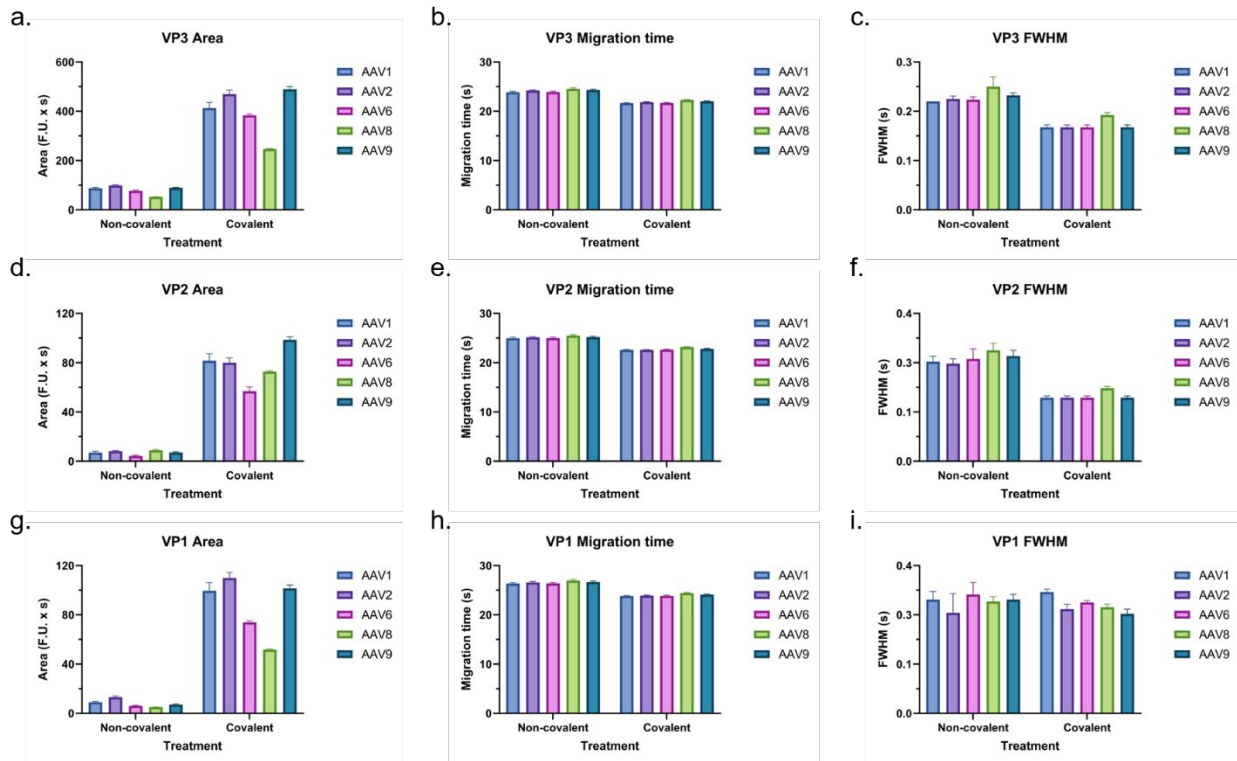 a.
VP3 Area
Area (F.U. x s)
600
400
200
0
Non-covalent Covalent
Treatment
AAV1
AAV2
AAV6
AAV8
AAV9
b.
VP3 Migration time
Migration time (s)
30
20
10
0
Non-covalent Covalent
Treatment
AAV1
AAV2
AAV6
AAV8
AAV9
c.
VP3 FWHM
FWHM (s)
0.3
0.2
0.1
0.0
Non-covalent Covalent
Treatment
AAV1
AAV2
AAV6
AAV8
AAV9
d.
VP2 Area
Area (F.U. x s)
120
80
40
0
Non-covalent Covalent
Treatment
AAV1
AAV2
AAV6
AAV8
AAV9
e.
VP2 Migration time
Migration time (s)
30
20
10
0
Non-covalent Covalent
Treatment
AAV1
AAV2
AAV6
AAV8
AAV9
f.
VP2 FWHM
FWHM (s)
0.4
0.3
0.1
0.0
Non-covalent Covalent
Treatment
AAV1
AAV2
AAV6
AAV8
AAV9
g.
VP1 Area
Area (F.U. x s)
120
80
40
0
Non-covalent Covalent
Treatment
AAV1
AAV2
AAV6
AAV8
AAV9
h.
VP1 Migration time
Migration time (s)
30
20
10
0
Non-covalent Covalent
Treatment
AAV1
AAV2
AAV6
AAV8
AAV9
i.
VP1 FWHM
FWHM (s)
0.4
0.3
0.1
0.0
Non-covalent Covalent
Treatment
AAV1
AAV2
AAV6
AAV8
AAV9